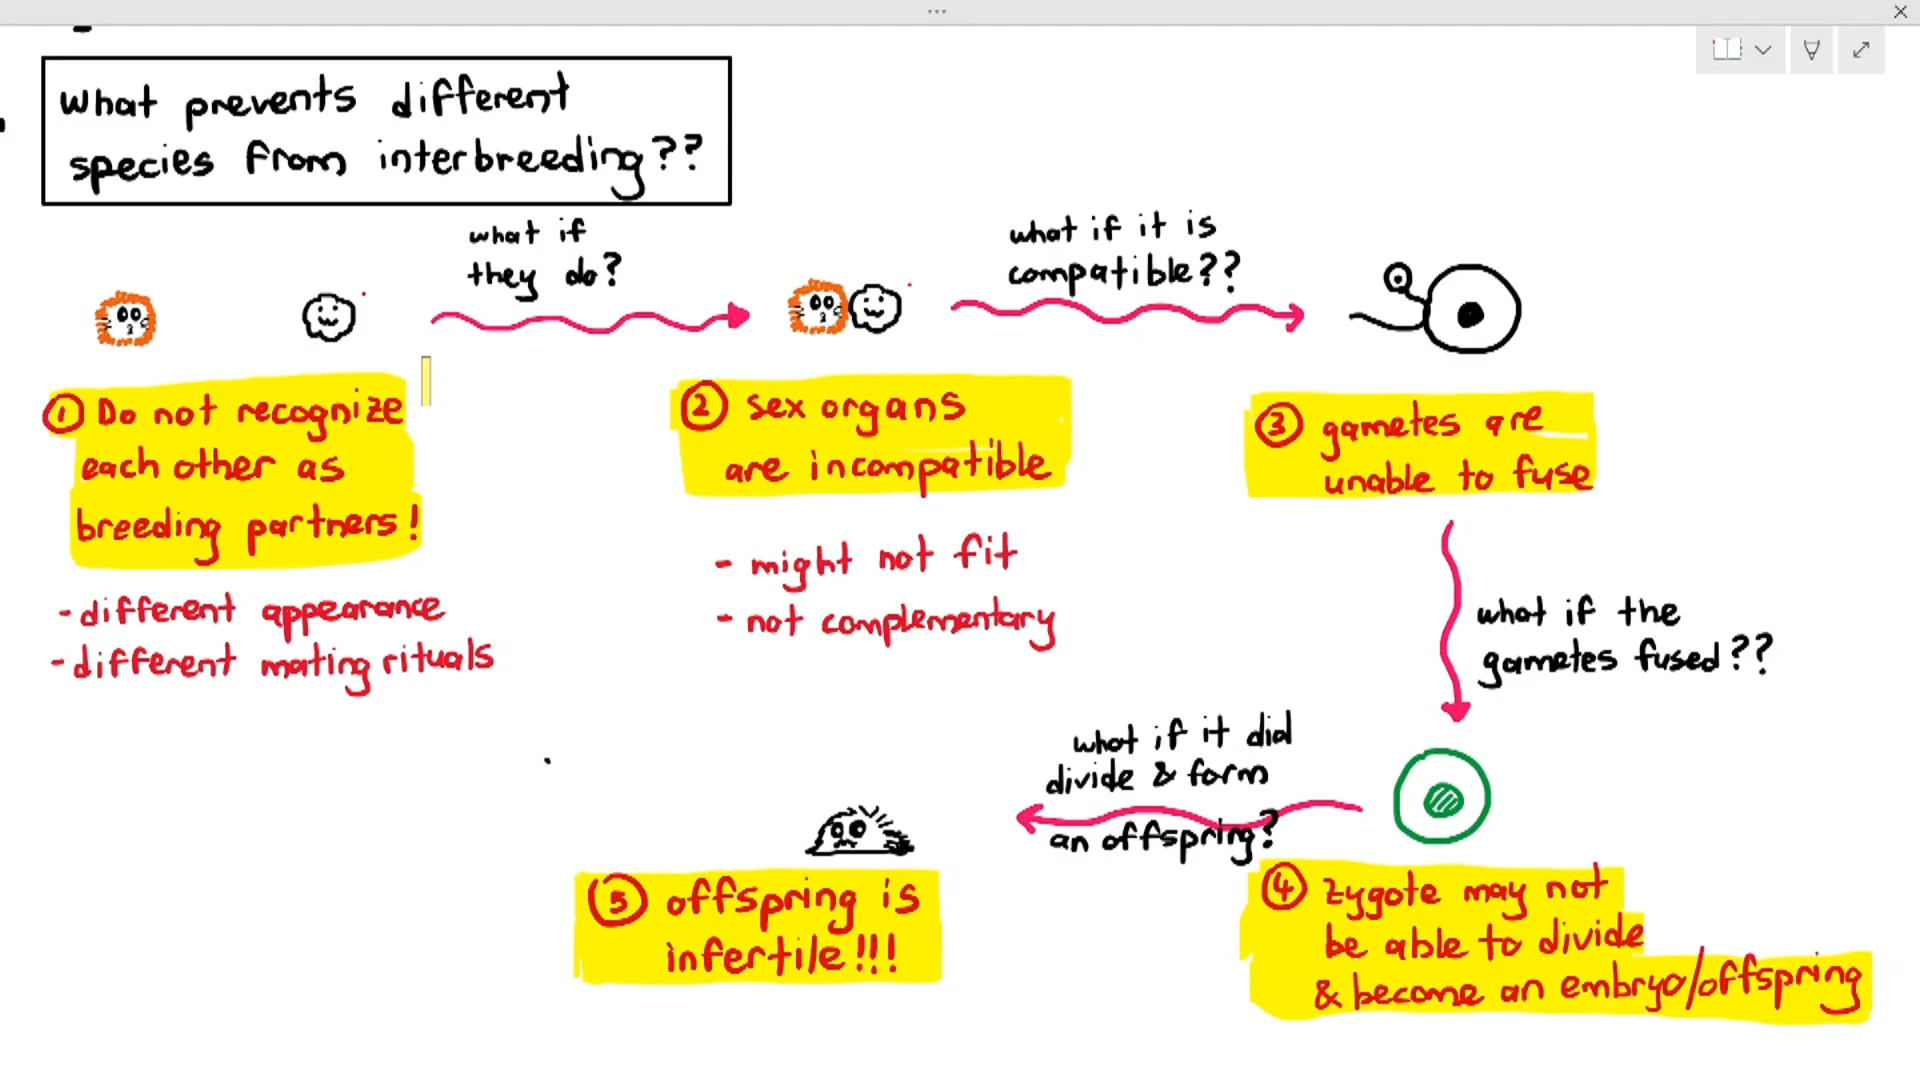 What prevents different
species from interbreeding??
what if
they do?
what if it is
compatible??
① Do not recognize
each other as
breeding partners!
- different appearance
- different mating rituals
② sex organs
are incompatible
- might not fit
- not complementary
③ gametes are
unable to fuse
what if the
gametes fused??
④ zygote may not
be able to divide
& become an embryo/offspring
what if it did
divide & form
an offspring?
⑤ offspring is
infertile!!!